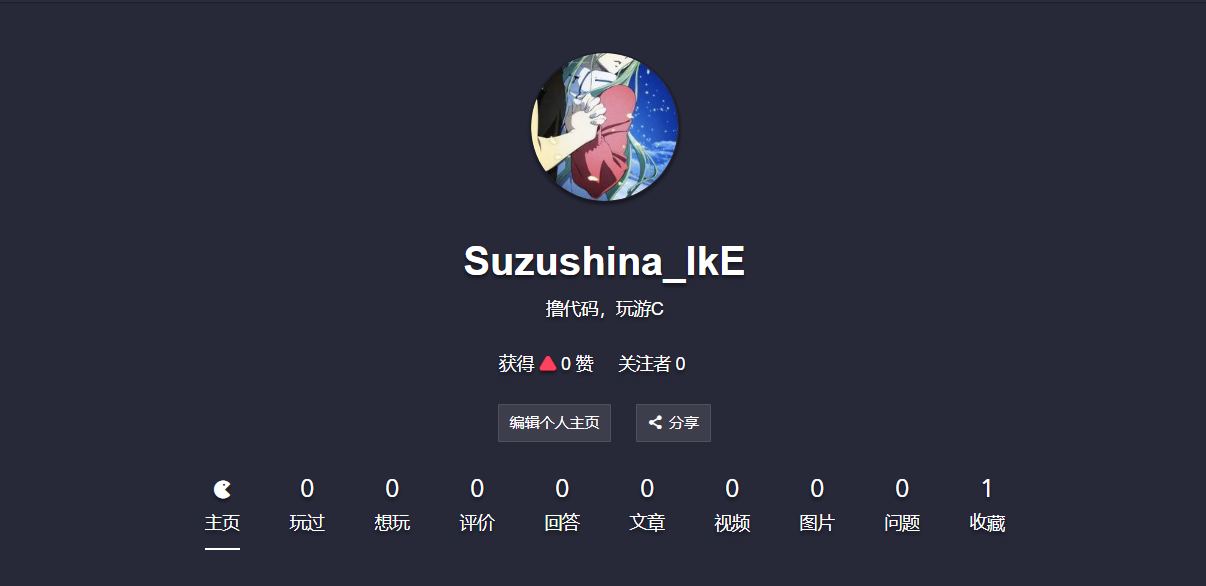 Suzushina_IkE
撸代码，玩游C
获得 0 赞 关注者 0
编辑个人主页 分享
0 0 0 0 0 0 0 0 1
主页 玩过 想玩 评价 回答 文章 视频 图片 问题 收藏